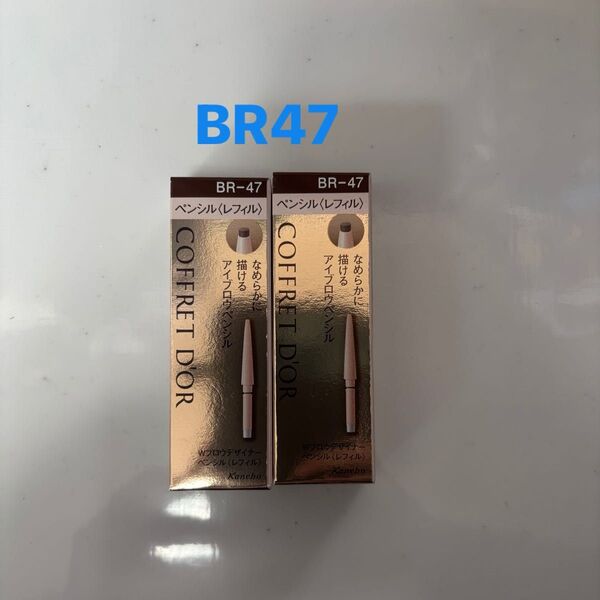 BR47
BR-47
ペンシル〈レフィル〉
COFFRET D'OR
なめらかに
描ける
アイブロウペンシル
Wブロウデザイナー
ペンシル〈レフィル〉
Kanebo
BR-47
ペンシル〈レフィル〉
COFFRET D'OR
なめらかに
描ける
アイブロウペンシル
Wブロウデザイナー
ペンシル〈レフィル〉
Kanebo